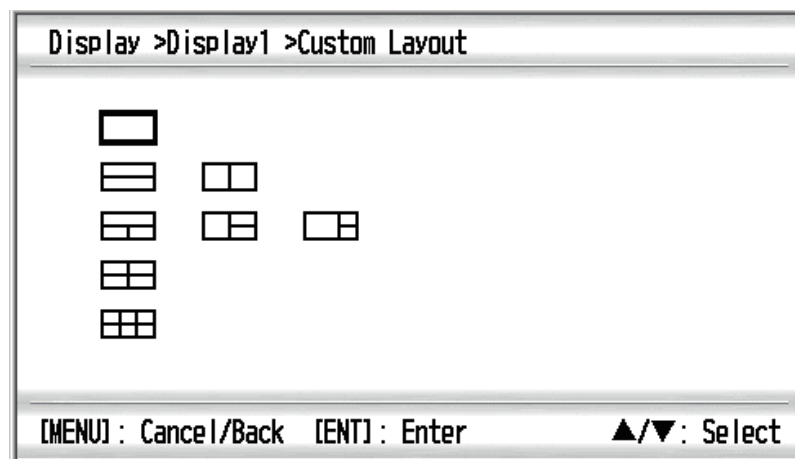 Display >Display1 >Custom Layout
[MENU]: Cancel/Back [ENT]: Enter ▲/▼: Select